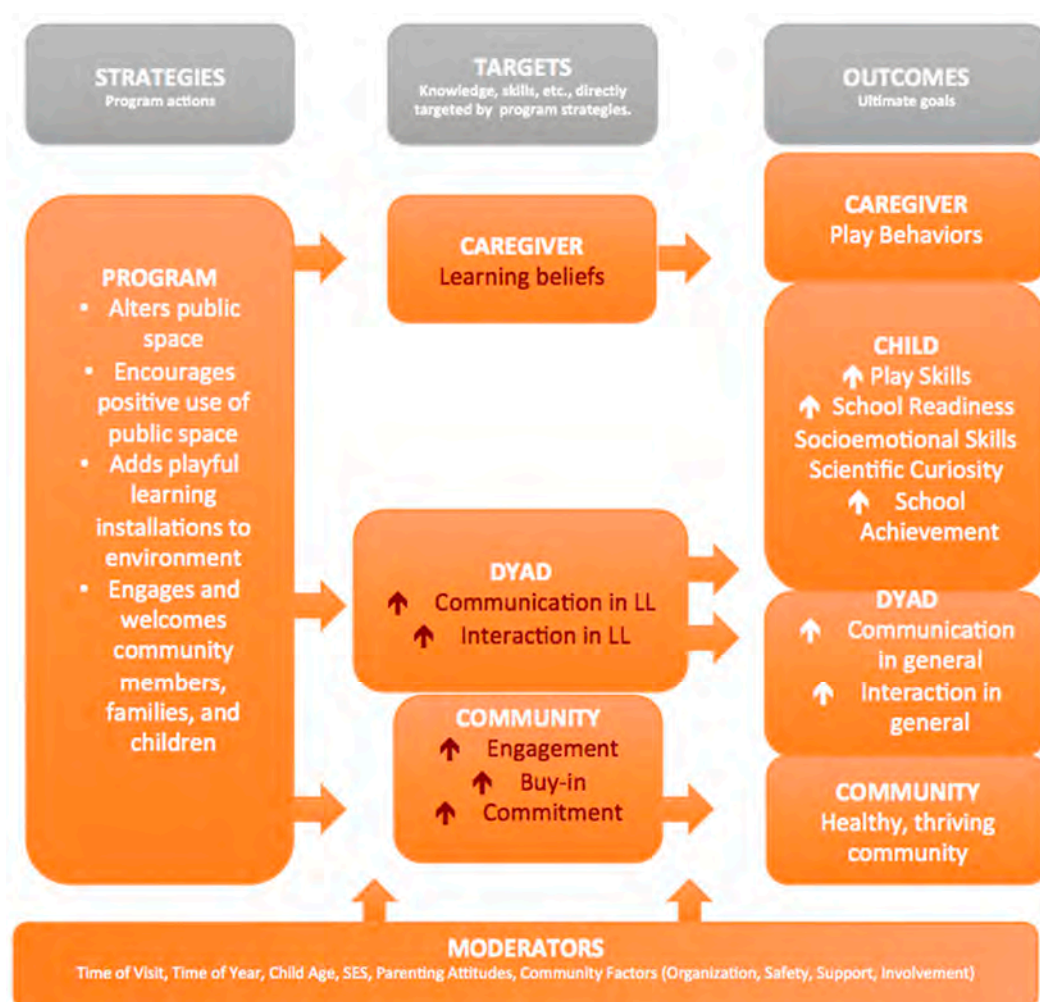 STRATEGIES
Program actions
TARGETS
Knowledge, skills, etc., directly
targeted by program strategies.
OUTCOMES
Ultimate goals
PROGRAM
• Alters public
space
• Encourages
positive use of
public space
• Adds playful
learning
installations to
environment
• Engages and
welcomes
community
members,
families, and
children
CAREGIVER
Learning beliefs
DYAD
↑ Communication in LL
↑ Interaction in LL
COMMUNITY
↑ Engagement
↑ Buy-in
↑ Commitment
CAREGIVER
Play Behaviors
CHILD
↑ Play Skills
↑ School Readiness
Socioemotional Skills
Scientific Curiosity
↑ School
Achievement
DYAD
↑ Communication
in general
↑ Interaction in
general
COMMUNITY
Healthy, thriving
community
MODERATORS
Time of Visit, Time of Year, Child Age, SES, Parenting Attitudes, Community Factors (Organization, Safety, Support, Involvement)